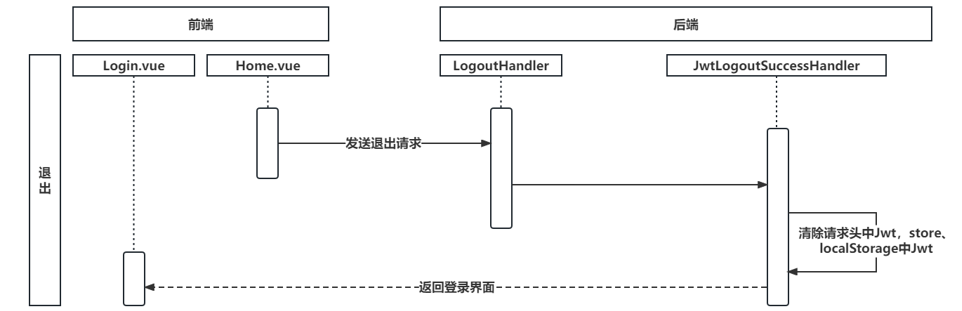 前端
后端
Login.vue
Home.vue
LogoutHandler
JwtLogoutSuccessHandler
退
出
发送退出请求
清除请求头中Jwt，store、
localStorage中Jwt
返回登录界面